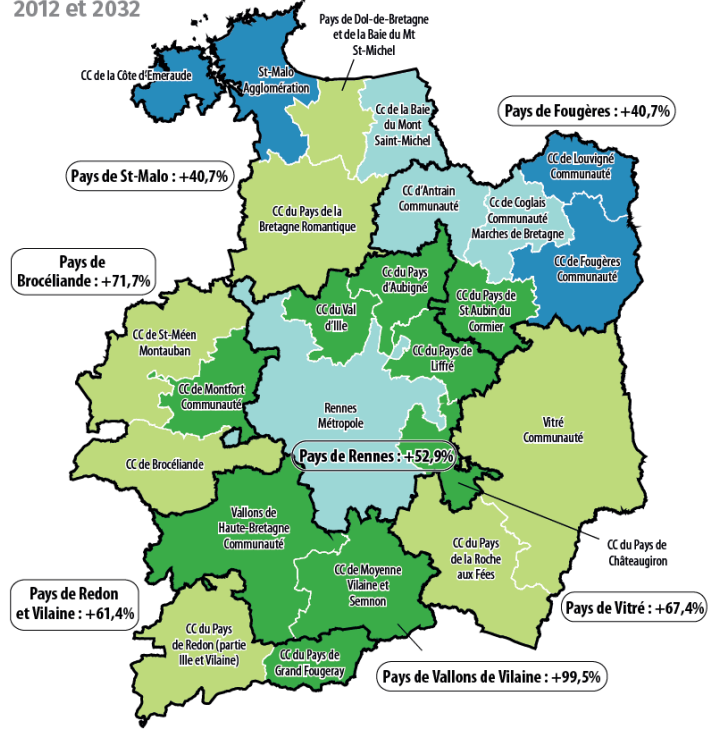 2012 et 2032
Pays de Dol-de-Bretagne
et de la Baie du Mt
St-Michel
CC de la Côte d'Emeraude
St-Malo
Agglomération
Cc de la Baie
du Mont
Saint-Michel
Pays de Fougères : +40,7%
CC de Louvigné
Communauté
Pays de St-Malo : +40,7%
CC d'Antrain
Communauté
Cc de Coglais
Communauté
Marches de Bretagne
CC du Pays de la
Bretagne Romantique
CC de Fougères
Communauté
Pays de
Brocéliande : +71,7%
Cc du Pays
d'Aubigné
CC du Val
d'Ille
CC du Pays de
St Aubin du
Cormier
CC de St-Méen
Montauban
CC du Pays de
Liffré
CC de Montfort
Communauté
Rennes
Métropole
Vitré
Communauté
CC de Brocéliande
Pays de Rennes : +52,9%
Vallons de
Haute-Bretagne
Communauté
CC du Pays
de la Roche
aux Fées
CC du Pays de
Châteaugiron
CC de Moyenne
Vilaine et
Semnon
Pays de Redon
et Vilaine : +61,4%
Pays de Vitré : +67,4%
CC du Pays
de Redon (partie
Ille et Vilaine)
CC du Pays de
Grand Fougeray
Pays de Vallons de Vilaine : +99,5%